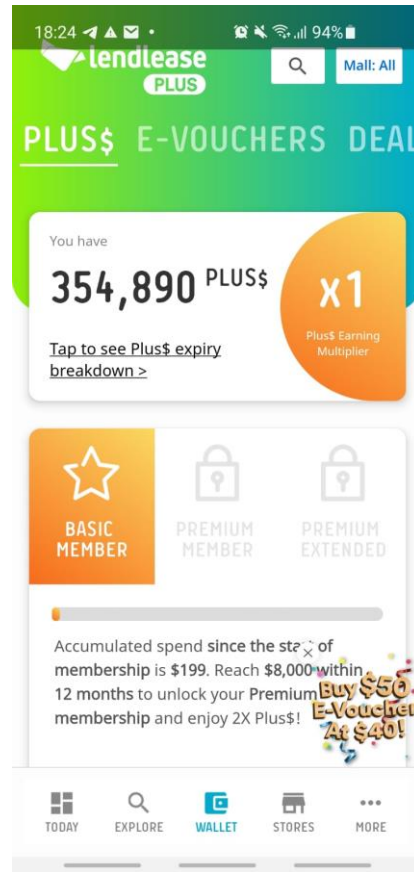 18:24
94%
lendlease
PLUS
Mall: All
PLUS$ E-VOUCHERS DEAL
You have
354,890 PLUS$
x1
Plus$ Earning
Multiplier
Tap to see Plus$ expiry
breakdown >
BASIC
MEMBER
PREMIUM
MEMBER
PREMIUM
EXTENDED
Accumulated spend since the start of
membership is $199. Reach $8,000 within
12 months to unlock your Premium
membership and enjoy 2X Plus$!
Buy $50
E-Voucher
At $40!
TODAY
EXPLORE
WALLET
STORES
MORE